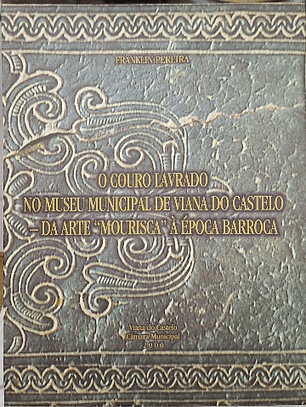 FRANKLIN PEREIRA
O COURO LAVRADO
NO MUSEU MUNICIPAL DE VIANA DO CASTELO
– DA ARTE “MOURISCA” À ÉPOCA BARROCA
Viana do Castelo
Câmara Municipal
2000